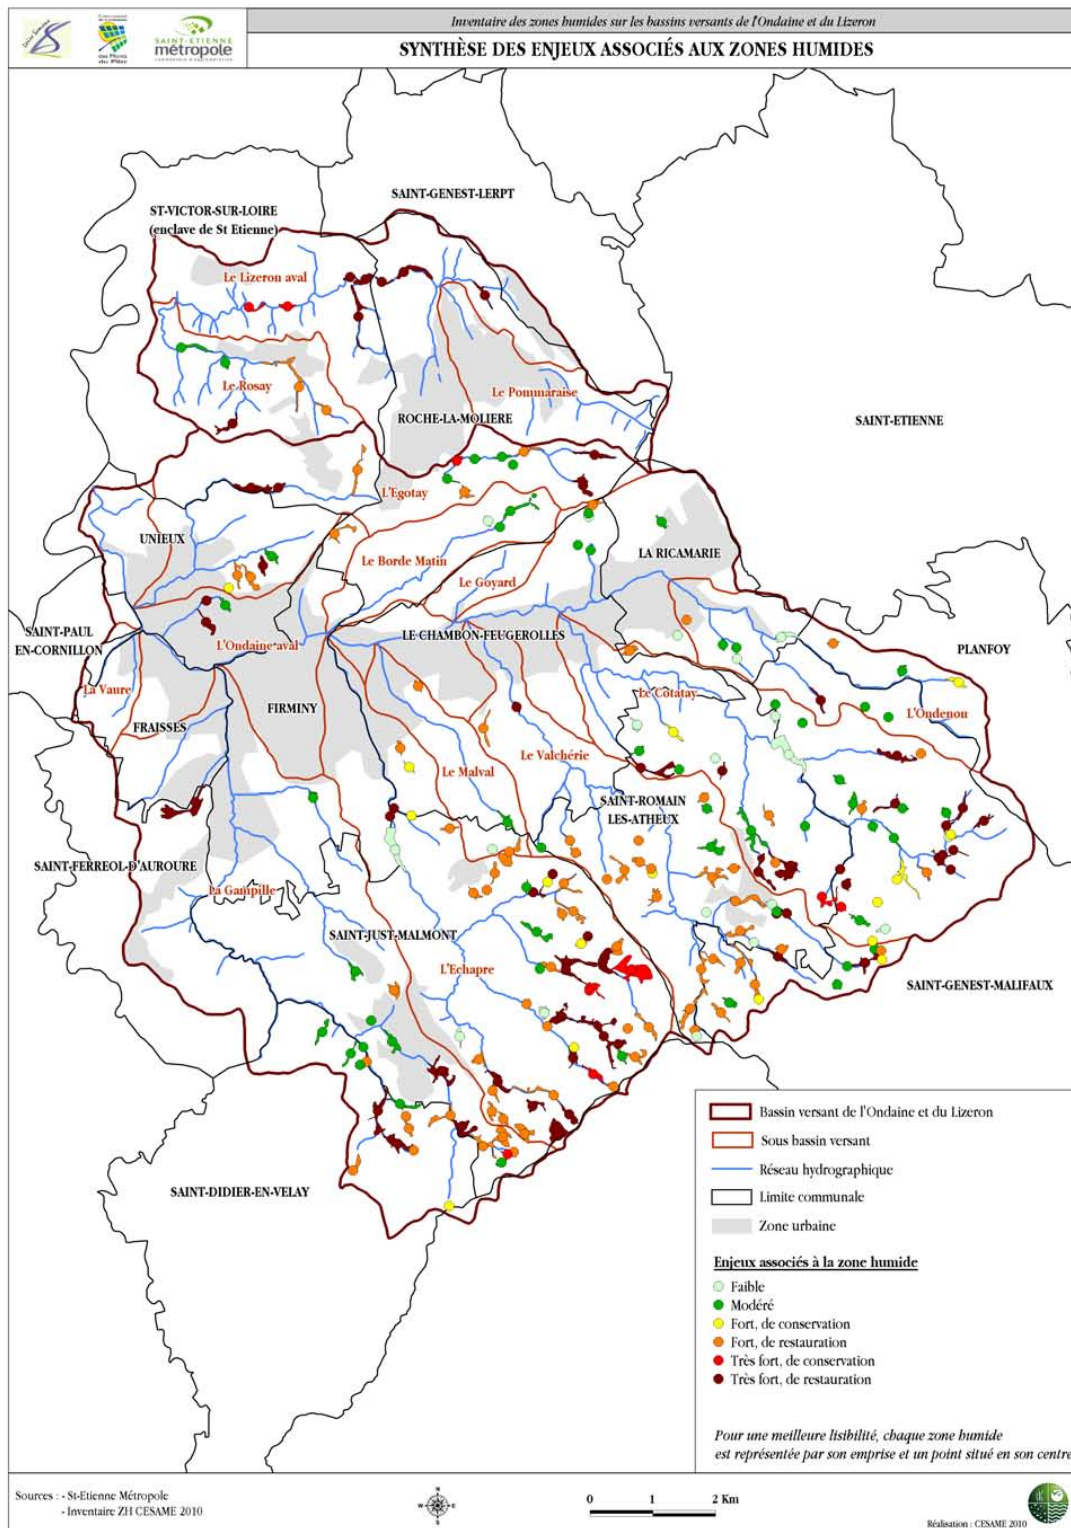 Inventaire des zones humides sur les bassins versants de l'Ondaine et du Lizeron
SAINT-ETIENNE
métropole
SYNTHÈSE DES ENJEUX ASSOCIÉS AUX ZONES HUMIDES
SAINT-GENEST-LERPT
ST-VICTOR-SUR-LOIRE
(enclave de St Etienne)
Le Lizeron aval
Le Rosay
Le Pommaraise
ROCHE-LA-MOLIERE
SAINT-ETIENNE
L'Egotay
UNIEUX
LA RICAMARIE
Le Borde Matin
Le Goyard
SAINT-PAUL
EN-CORNILLON
LE CHAMBON-FEUGEROLLES
L'Ondaine aval
PLANFOY
La Vaure
Le Cotatay
FIRMINY
L'Ondenon
FRAISSES
Le Valchérie
Le Malval
SAINT-ROMAIN
LES-ATHEUX
SAINT-FERREOL-D'AUROURE
La Gampille
SAINT-JUST-MALMONT
L'Echapre
SAINT-GENEST-MALIFAUX
SAINT-DIDIER-EN-VELAY
Bassin versant de l'Ondaine et du Lizeron
Sous bassin versant
Réseau hydrographique
Limite communale
Zone urbaine
Enjeux associés à la zone humide
Faible
Modéré
Fort, de conservation
Fort, de restauration
Très fort, de conservation
Très fort, de restauration
Pour une meilleure lisibilité, chaque zone humide
est représentée par son emprise et un point situé en son centre
Sources : - St-Etienne Métropole
- Inventaire ZH CESAME 2010
N
W E
S
0 1 2 Km
Réalisation : CESAME 2010